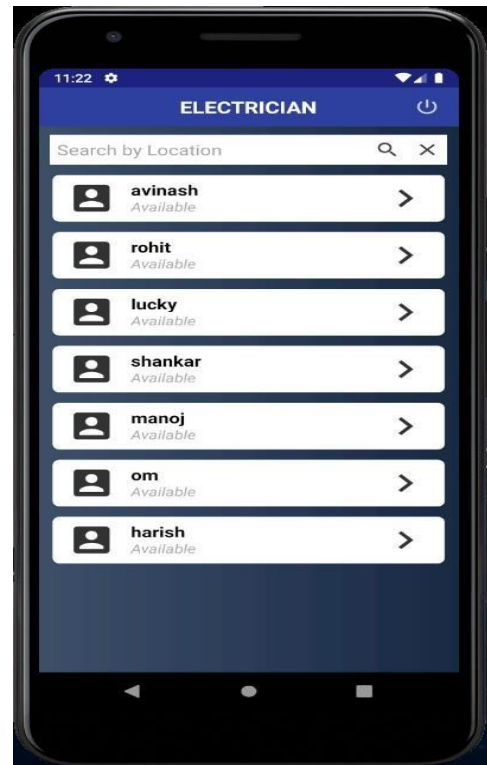 11:22
ELECTRICIAN
Search by Location
avinash
Available
rohit
Available
lucky
Available
shankar
Available
manoj
Available
om
Available
harish
Available